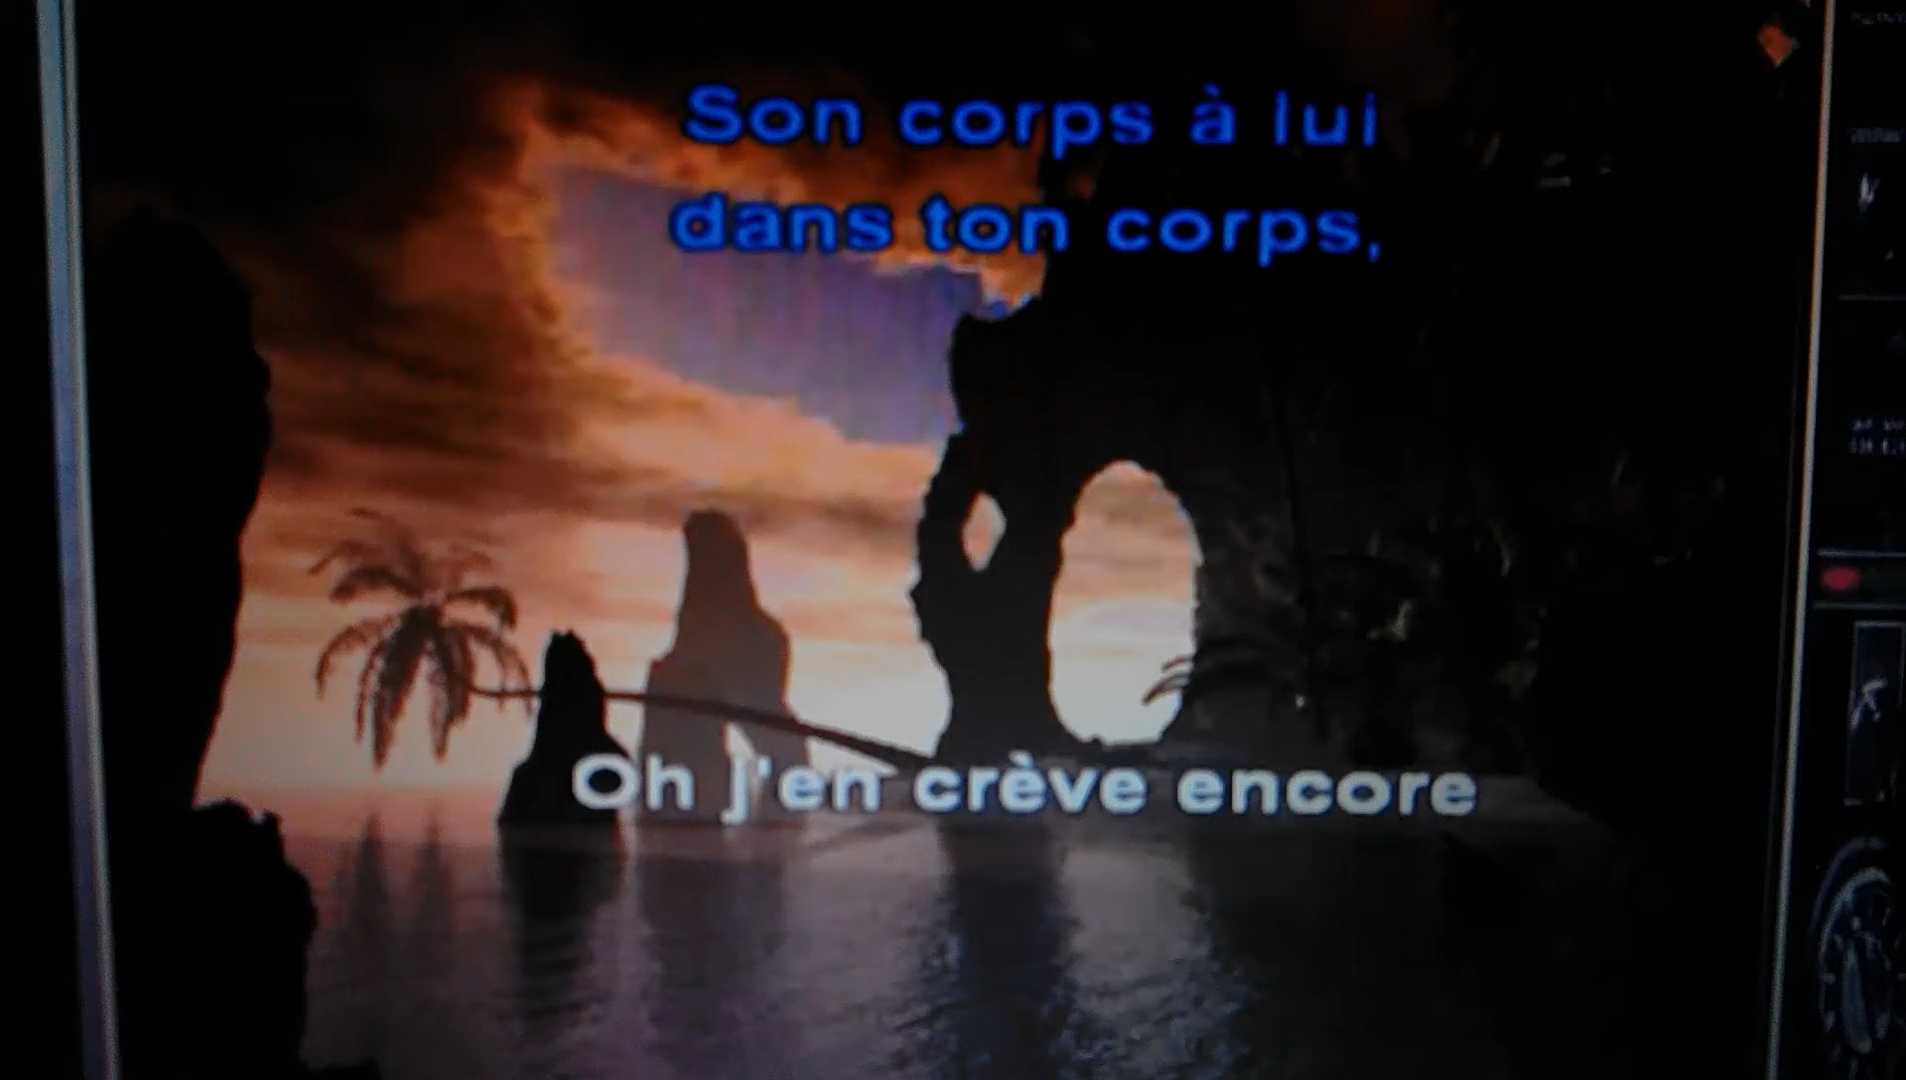 Son corps à lui
dans ton corps,
Oh j'en crève encore